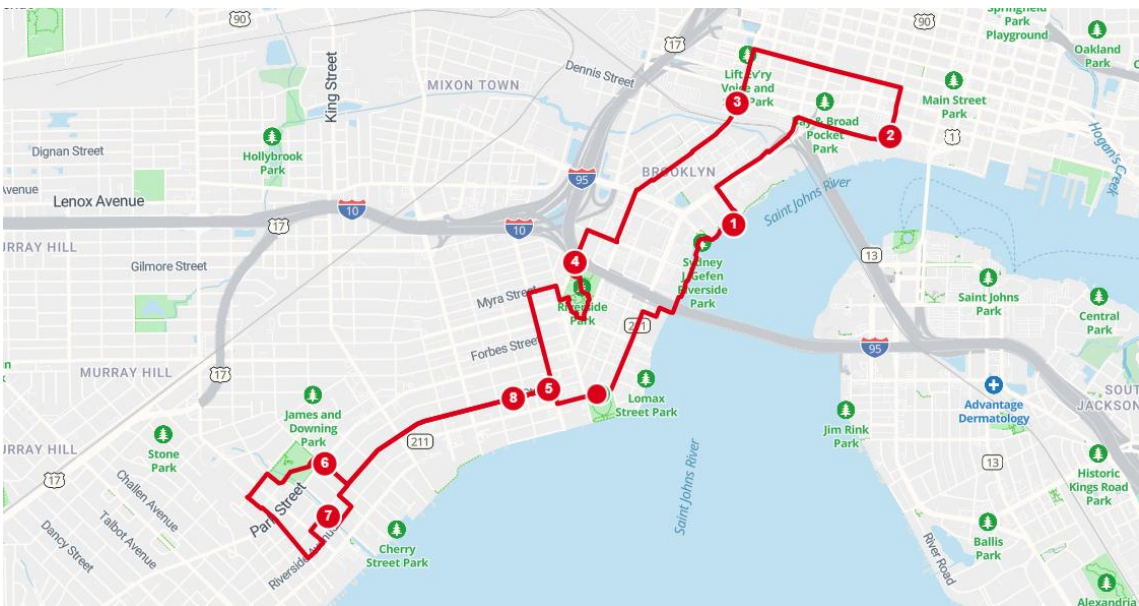 90
90
17
Springfield
Park
Playground
Oakland
Park
King Street
MIXON TOWN
Dennis Street
Lift Ev'ry
Voice and
Park
3
Main Street
Park
Bay & Broad
Pocket
Park
2
1
Hogan's Creek
Hollybrook
Park
Dignan Street
BROOKLYN
95
Saint Johns River
Avenue
Lenox Avenue
10
17
10
1
MURRAY HILL
Gilmore Street
4
Sydney
J Gefen
Riverside
Park
13
Saint Johns
Park
Central
Park
Myra Street
Riverside
Park
211
Forbes Street
95
MURRAY HILL
17
8
5
Lomax
Street Park
Advantage
Dermatology
SOUTH
JACKSON
James and
Downing
Park
Jim Rink
Park
211
Stone
Park
MURRAY HILL
17
6
13
Historic
Kings Road
Park
Challen Avenue
Talbot Avenue
Dancy Street
Park Street
7
Saint Johns River
Riverside Avenue
Cherry
Street Park
River Road
Ballis
Park
Alexandria